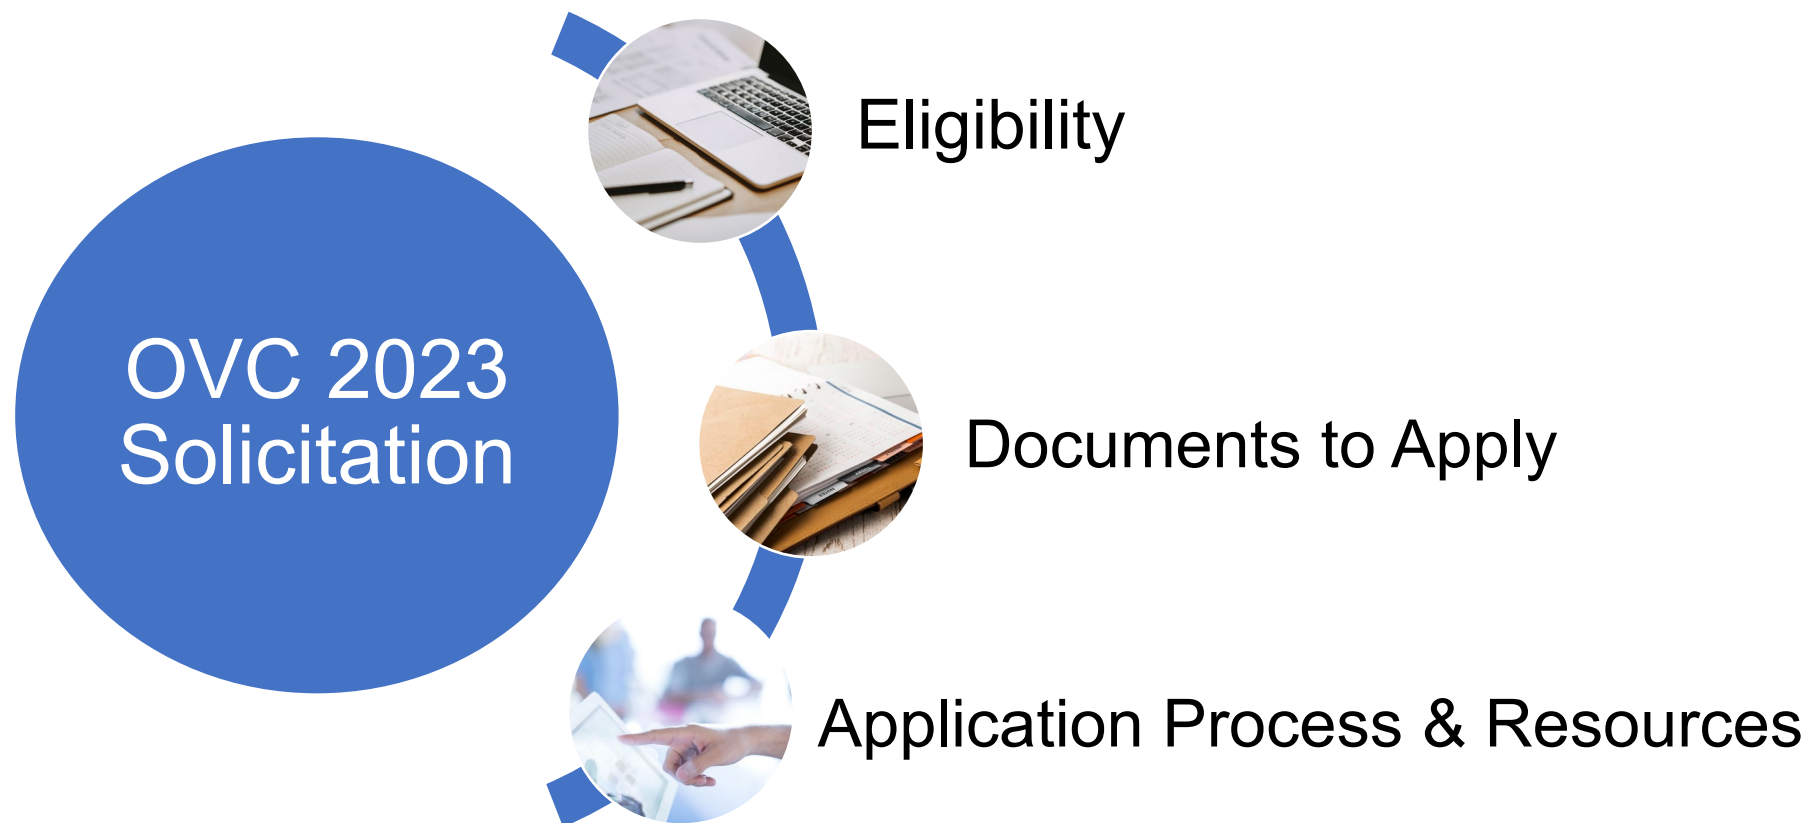 OVC 2023
Solicitation
Eligibility
Documents to Apply
Application Process & Resources